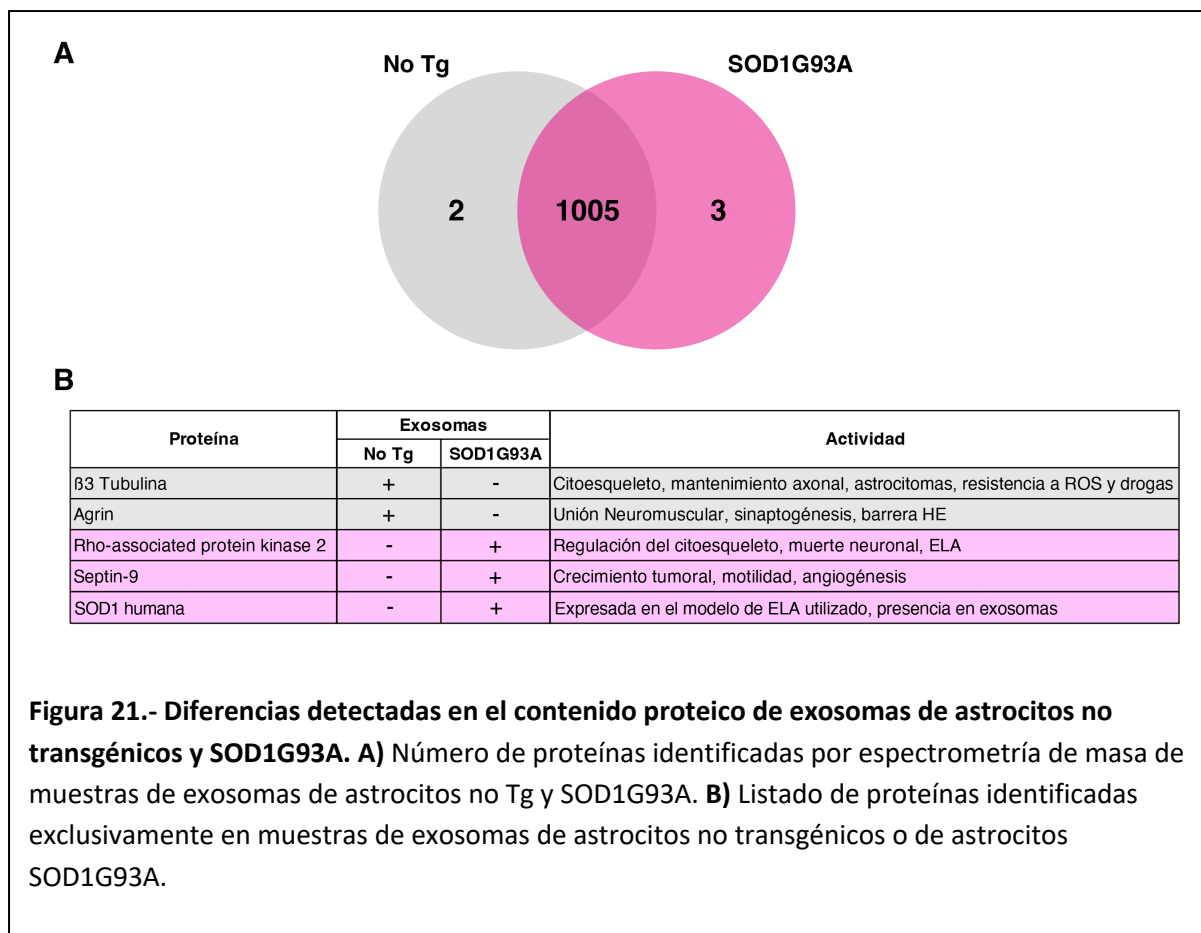 A
No Tg
SOD1G93A
2
1005
3
B
Proteína
Exosomas
Actividad
No Tg
SOD1G93A
ß3 Tubulina + - Citoesqueleto, mantenimiento axonal, astrocitomas, resistencia a ROS y drogas
Agrin + - Unión Neuromuscular, sinaptogénesis, barrera HE
Rho-associated protein kinase 2 - + Regulación del citoesqueleto, muerte neuronal, ELA
Septin-9 - + Crecimiento tumoral, motilidad, angiogénesis
SOD1 humana - + Expresada en el modelo de ELA utilizado, presencia en exosomas
Figura 21.- Diferencias detectadas en el contenido proteico de exosomas de astrocitos no
transgénicos y SOD1G93A. A) Número de proteínas identificadas por espectrometría de masa de
muestras de exosomas de astrocitos no Tg y SOD1G93A. B) Listado de proteínas identificadas
exclusivamente en muestras de exosomas de astrocitos no transgénicos o de astrocitos
SOD1G93A.